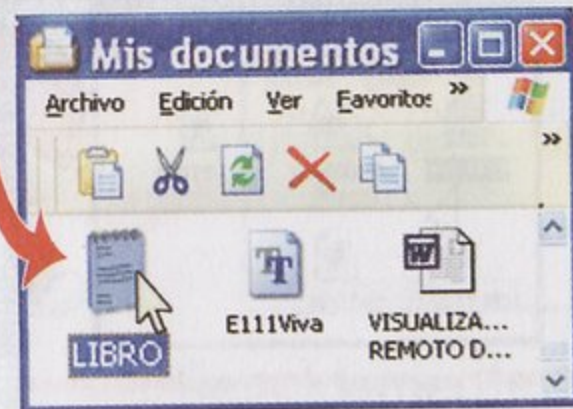 Mis documentos
Archivo Edición Ver Favoritos »
»
LIBRO
E111Viva
VISUALIZA...
REMOTO D...